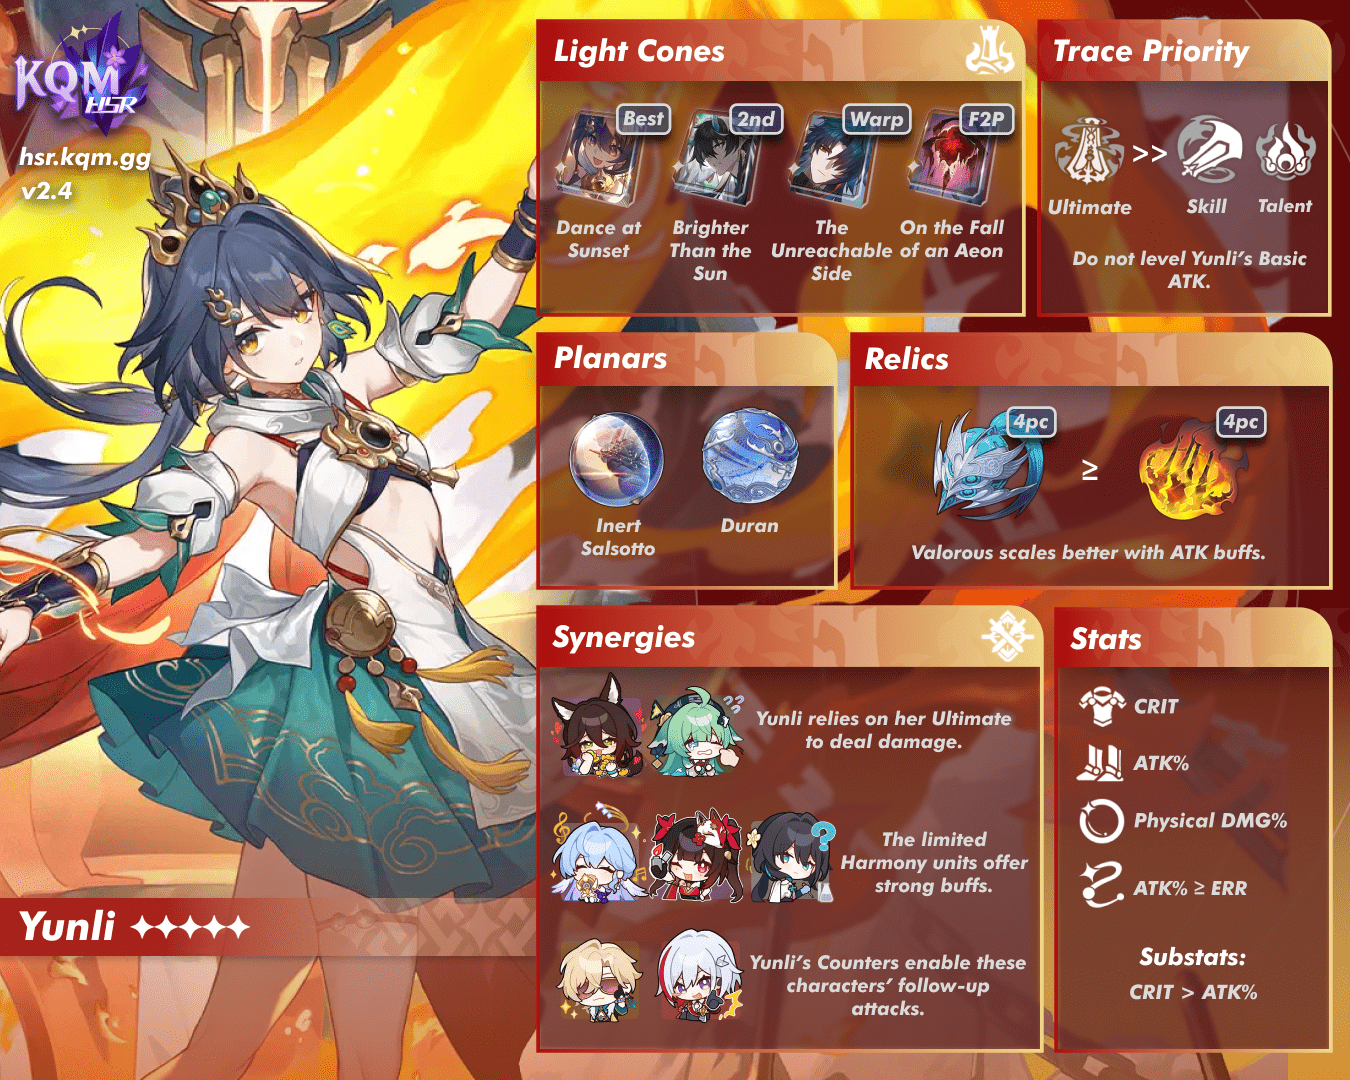 KQM
HSR
hsr.kqm.gg
v2.4
Light Cones
Best
2nd
Warp
F2P
Dance at
Sunset
Brighter
Than the
Sun
The
Unreachable
Side
On the Fall
of an Aeon
Trace Priority
>>
Ultimate
Skill
Talent
Do not level Yunli's Basic
ATK.
Planars
Inert
Salsotto
Duran
Relics
4pc
≥
4pc
Valorous scales better with ATK buffs.
Synergies
Yunli relies on her Ultimate
to deal damage.
The limited
Harmony units offer
strong buffs.
Yunli's Counters enable these
characters' follow-up
attacks.
Stats
CRIT
ATK%
Physical DMG%
ATK% ≥ ERR
Substats:
CRIT > ATK%
Yunli